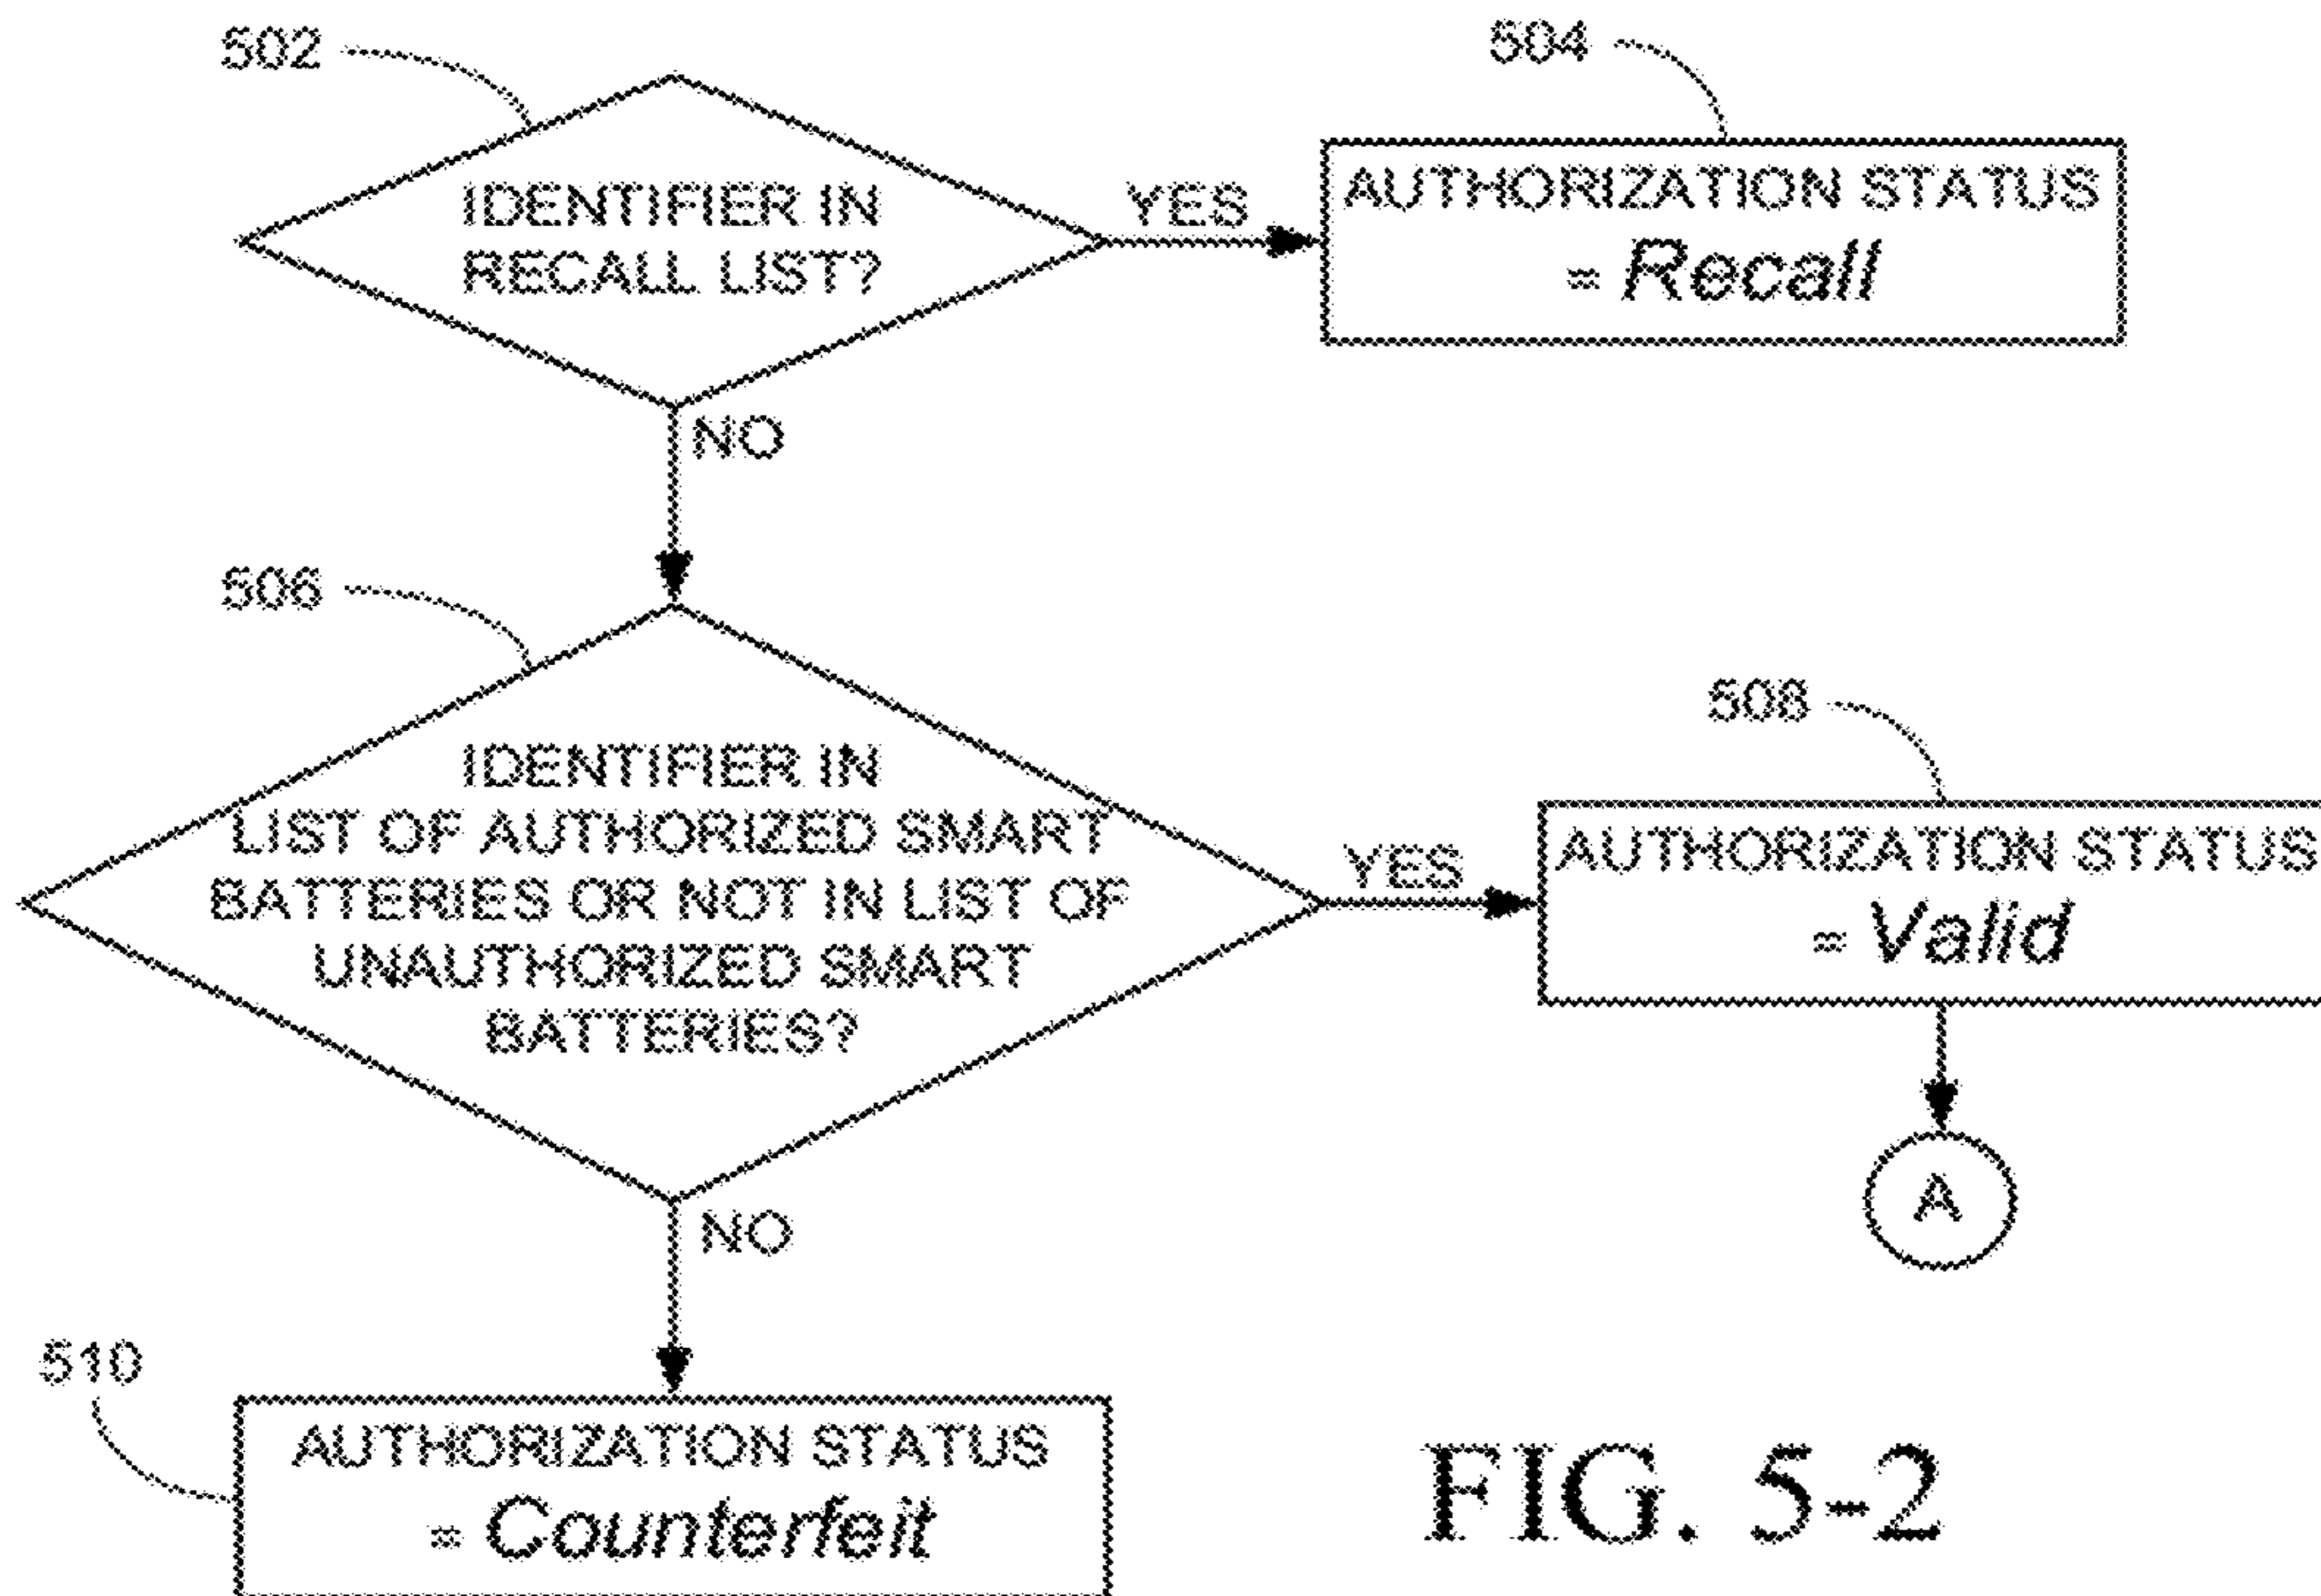 502
IDENTIFIER IN
RECALL LIST?
YES
504
AUTHORIZATION STATUS
= Recall
NO
506
IDENTIFIER IN
LIST OF AUTHORIZED SMART
BATTERIES OR NOT IN LIST OF
UNAUTHORIZED SMART
BATTERIES?
YES
508
AUTHORIZATION STATUS
= Valid
A
NO
510
AUTHORIZATION STATUS
= Counterfeit
FIG. 5-2